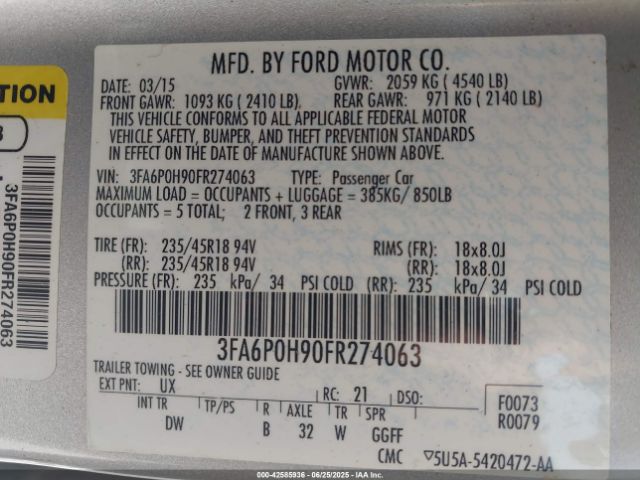 MFD. BY FORD MOTOR CO.
DATE: 03/15 GVWR: 2059 KG ( 4540 LB)
FRONT GAWR: 1093 KG ( 2410 LB) REAR GAWR: 971 KG ( 2140 LB)
THIS VEHICLE CONFORMS TO ALL APPLICABLE FEDERAL MOTOR
VEHICLE SAFETY, BUMPER, AND THEFT PREVENTION STANDARDS
IN EFFECT ON THE DATE OF MANUFACTURE SHOWN ABOVE.
VIN: 3FA6P0H90FR274063 TYPE: Passenger Car
MAXIMUM LOAD = OCCUPANTS + LUGGAGE = 385KG/ 850LB
OCCUPANTS = 5 TOTAL; 2 FRONT, 3 REAR
TIRE (FR): 235/45R18 94V RIMS (FR): 18x8.0J
(RR): 235/45R18 94V (RR): 18x8.0J
PRESSURE (FR): 235 kPa/ 34 PSI COLD (RR): 235 kPa/ 34 PSI COLD
3FA6P0H90FR274063
TRAILER TOWING - SEE OWNER GUIDE
EXT PNT: UX RC: 21 DSO: F0073
INT TR TP/PS R AXLE TR SPR R0079
DW B 32 W GGFF
CMC ▽5U5A-5420472-AA
3FA6P0H90FR274063
000-42585936 - 06/25/2025 - IAA Inc.